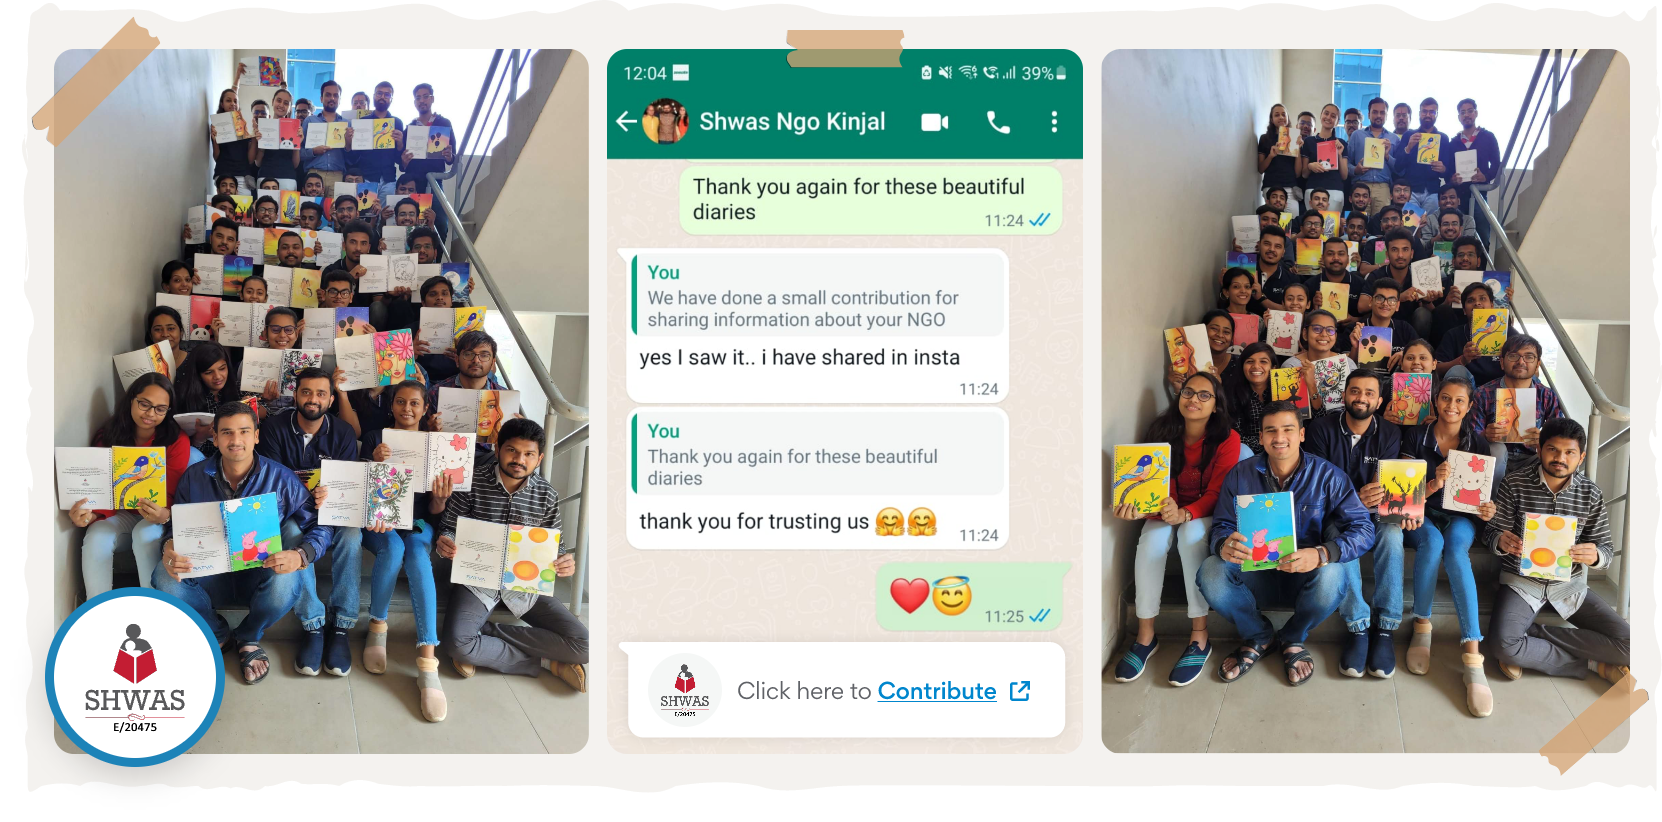 12:04
39%
Shwas Ngo Kinjal
Thank you again for these beautiful
diaries
11:24
You
We have done a small contribution for
sharing information about your NGO
yes I saw it.. i have shared in insta
11:24
You
Thank you again for these beautiful
diaries
thank you for trusting us 🤗🤗
11:24
❤️😇
11:25
SHWAS
E/20475
Click here to Contribute
SHWAS
E/20475
SATVA
SATVA